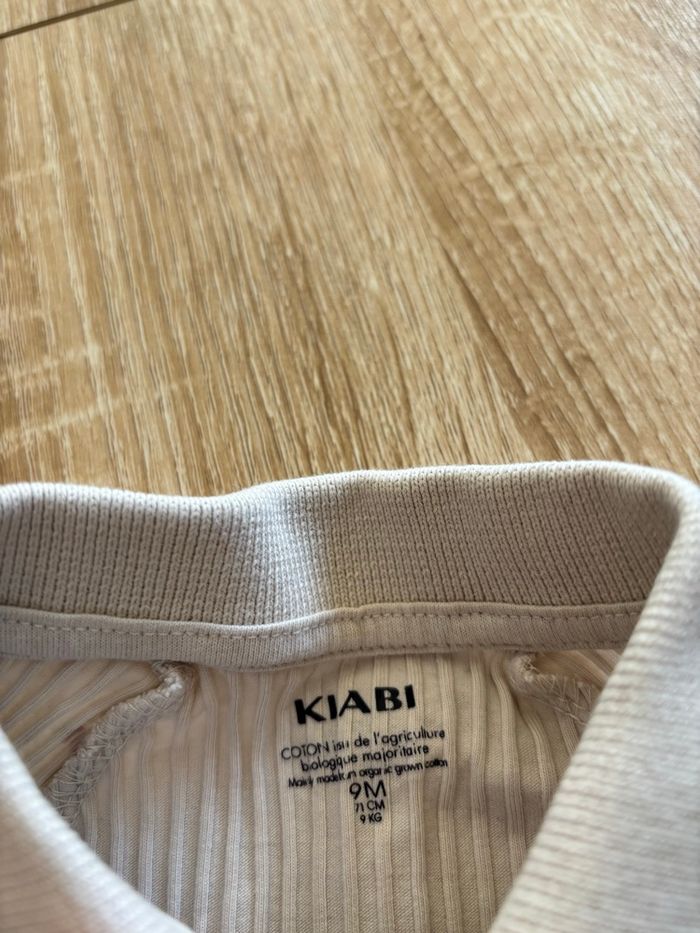 KIABI
COTON issu de l'agriculture
biologique majoritaire
Mainly made from organic grown cotton
9M
71 CM
9 KG